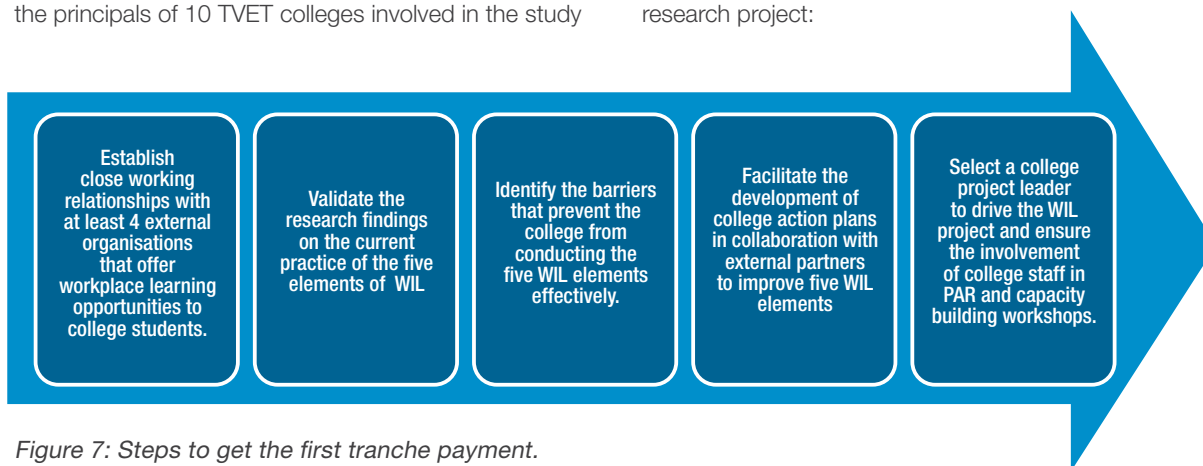 the principals of 10 TVET colleges involved in the study
research project:
Establish
close working
relationships with
at least 4 external
organisations
that offer
workplace learning
opportunities to
college students.
Validate the
research findings
on the current
practice of the five
elements of WIL
Identify the barriers
that prevent the
college from
conducting the
five WIL elements
effectively.
Facilitate the
development of
college action plans
in collaboration with
external partners
to improve five WIL
elements
Select a college
project leader
to drive the WIL
project and ensure
the involvement
of college staff in
PAR and capacity
building workshops.
Figure 7: Steps to get the first tranche payment.